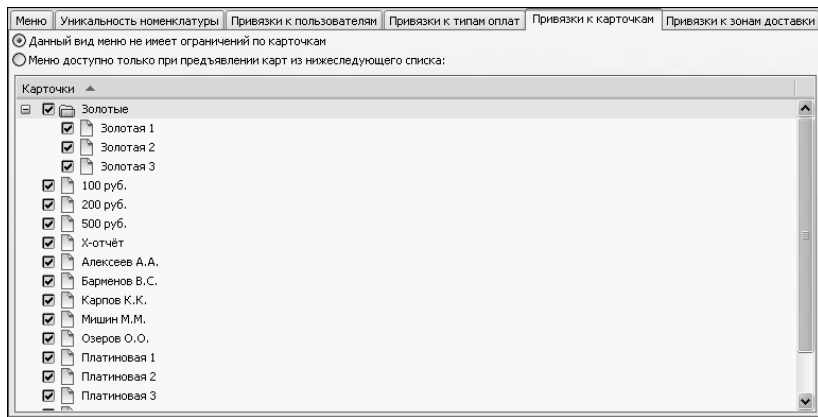 Меню Уникальность номенклатуры Привязки к пользователям Привязки к типам оплат Привязки к карточкам Привязки к зонам доставки
Данный вид меню не имеет ограничений по карточкам
Меню доступно только при предъявлении карт из нижеследующего списка:
Карточки
Золотые
Золотая 1
Золотая 2
Золотая 3
100 руб.
200 руб.
500 руб.
X-отчёт
Алексеев А.А.
Барменов В.С.
Карпов К.К.
Мишин М.М.
Озеров О.О.
Платиновая 1
Платиновая 2
Платиновая 3